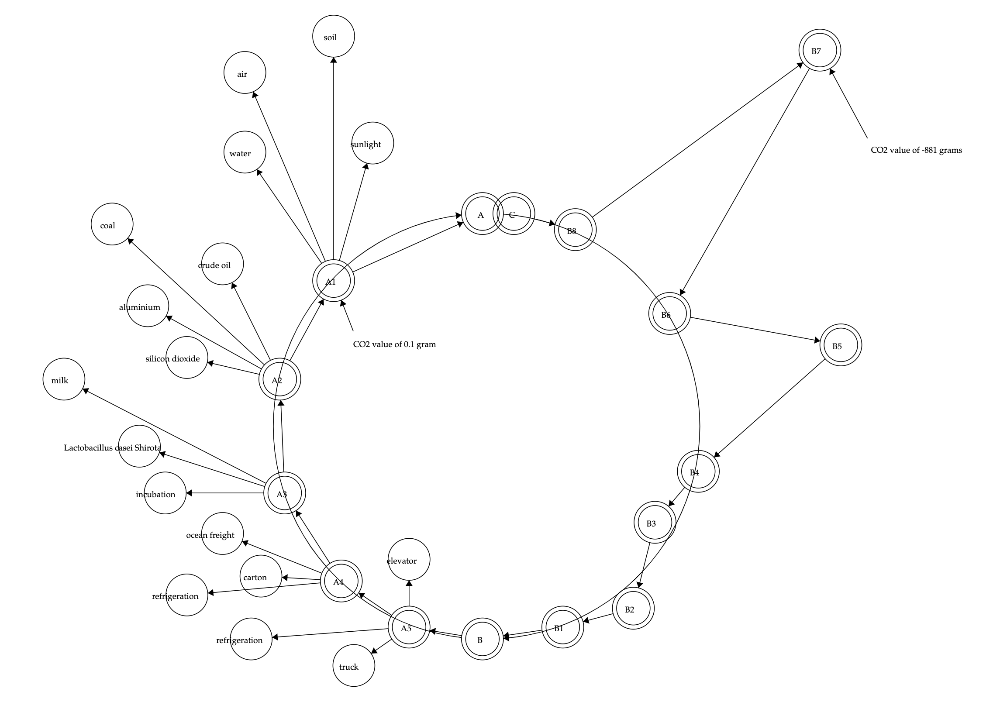 soil
B7
air
sunlight
water
CO2 value of -881 grams
A
C
coal
B8
crude oil
A1
aluminium
B6
CO2 value of 0.1 gram
B5
silicon dioxide
milk
A2
Lactobacillus casei Shirota
B4
incubation
A3
B3
ocean freight
elevator
carton
A4
refrigeration
B2
A5
B1
refrigeration
B
truck